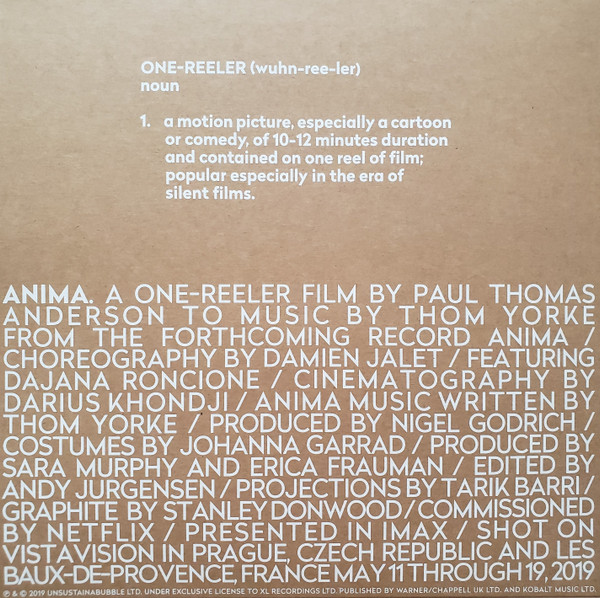 ONE-REELER (wuhn-ree-ler)
noun
1. a motion picture, especially a cartoon
or comedy, of 10-12 minutes duration
and contained on one reel of film;
popular especially in the era of
silent films.
ANIMA. A ONE-REELER FILM BY PAUL THOMAS
ANDERSON TO MUSIC BY THOM YORKE
FROM THE FORTHCOMING RECORD ANIMA /
CHOREOGRAPHY BY DAMIEN JALET / FEATURING
DAJANA RONCIONE / CINEMATOGRAPHY BY
DARIUS KHONDJI / ANIMA MUSIC WRITTEN BY
THOM YORKE / PRODUCED BY NIGEL GODRICH /
COSTUMES BY JOHANNA GARRAD / PRODUCED BY
SARA MURPHY AND ERICA FRAUMAN / EDITED BY
ANDY JURGENSEN / PROJECTIONS BY TARIK BARRI /
GRAPHITE BY STANLEY DONWOOD / COMMISSIONED
BY NETFLIX / PRESENTED IN IMAX / SHOT ON
VISTAVISION IN PRAGUE, CZECH REPUBLIC AND LES
BAUX-DE-PROVENCE, FRANCE MAY 11 THROUGH 19, 2019
℗ & © 2019 UNSUSTAINABUBBLE LTD. UNDER EXCLUSIVE LICENSE TO XL RECORDINGS LTD. PUBLISHED BY WARNER/CHAPPELL UK LTD. AND KOBALT MUSIC LTD.